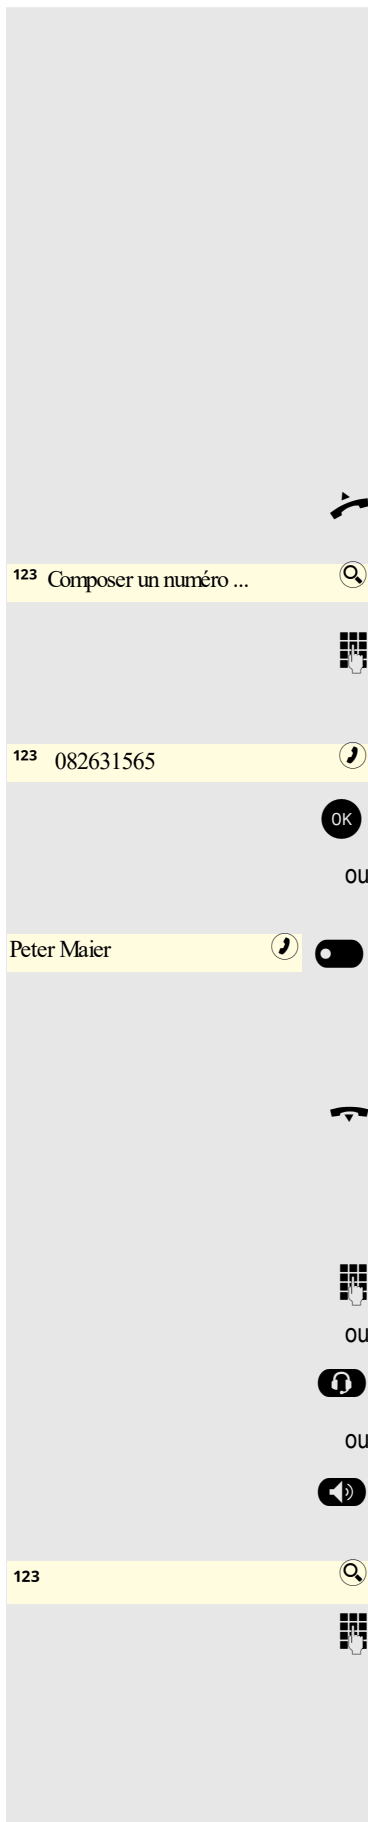 123 Composer un numéro ...
123 082631565
OK
ou
Peter Maier
ou
ou
123